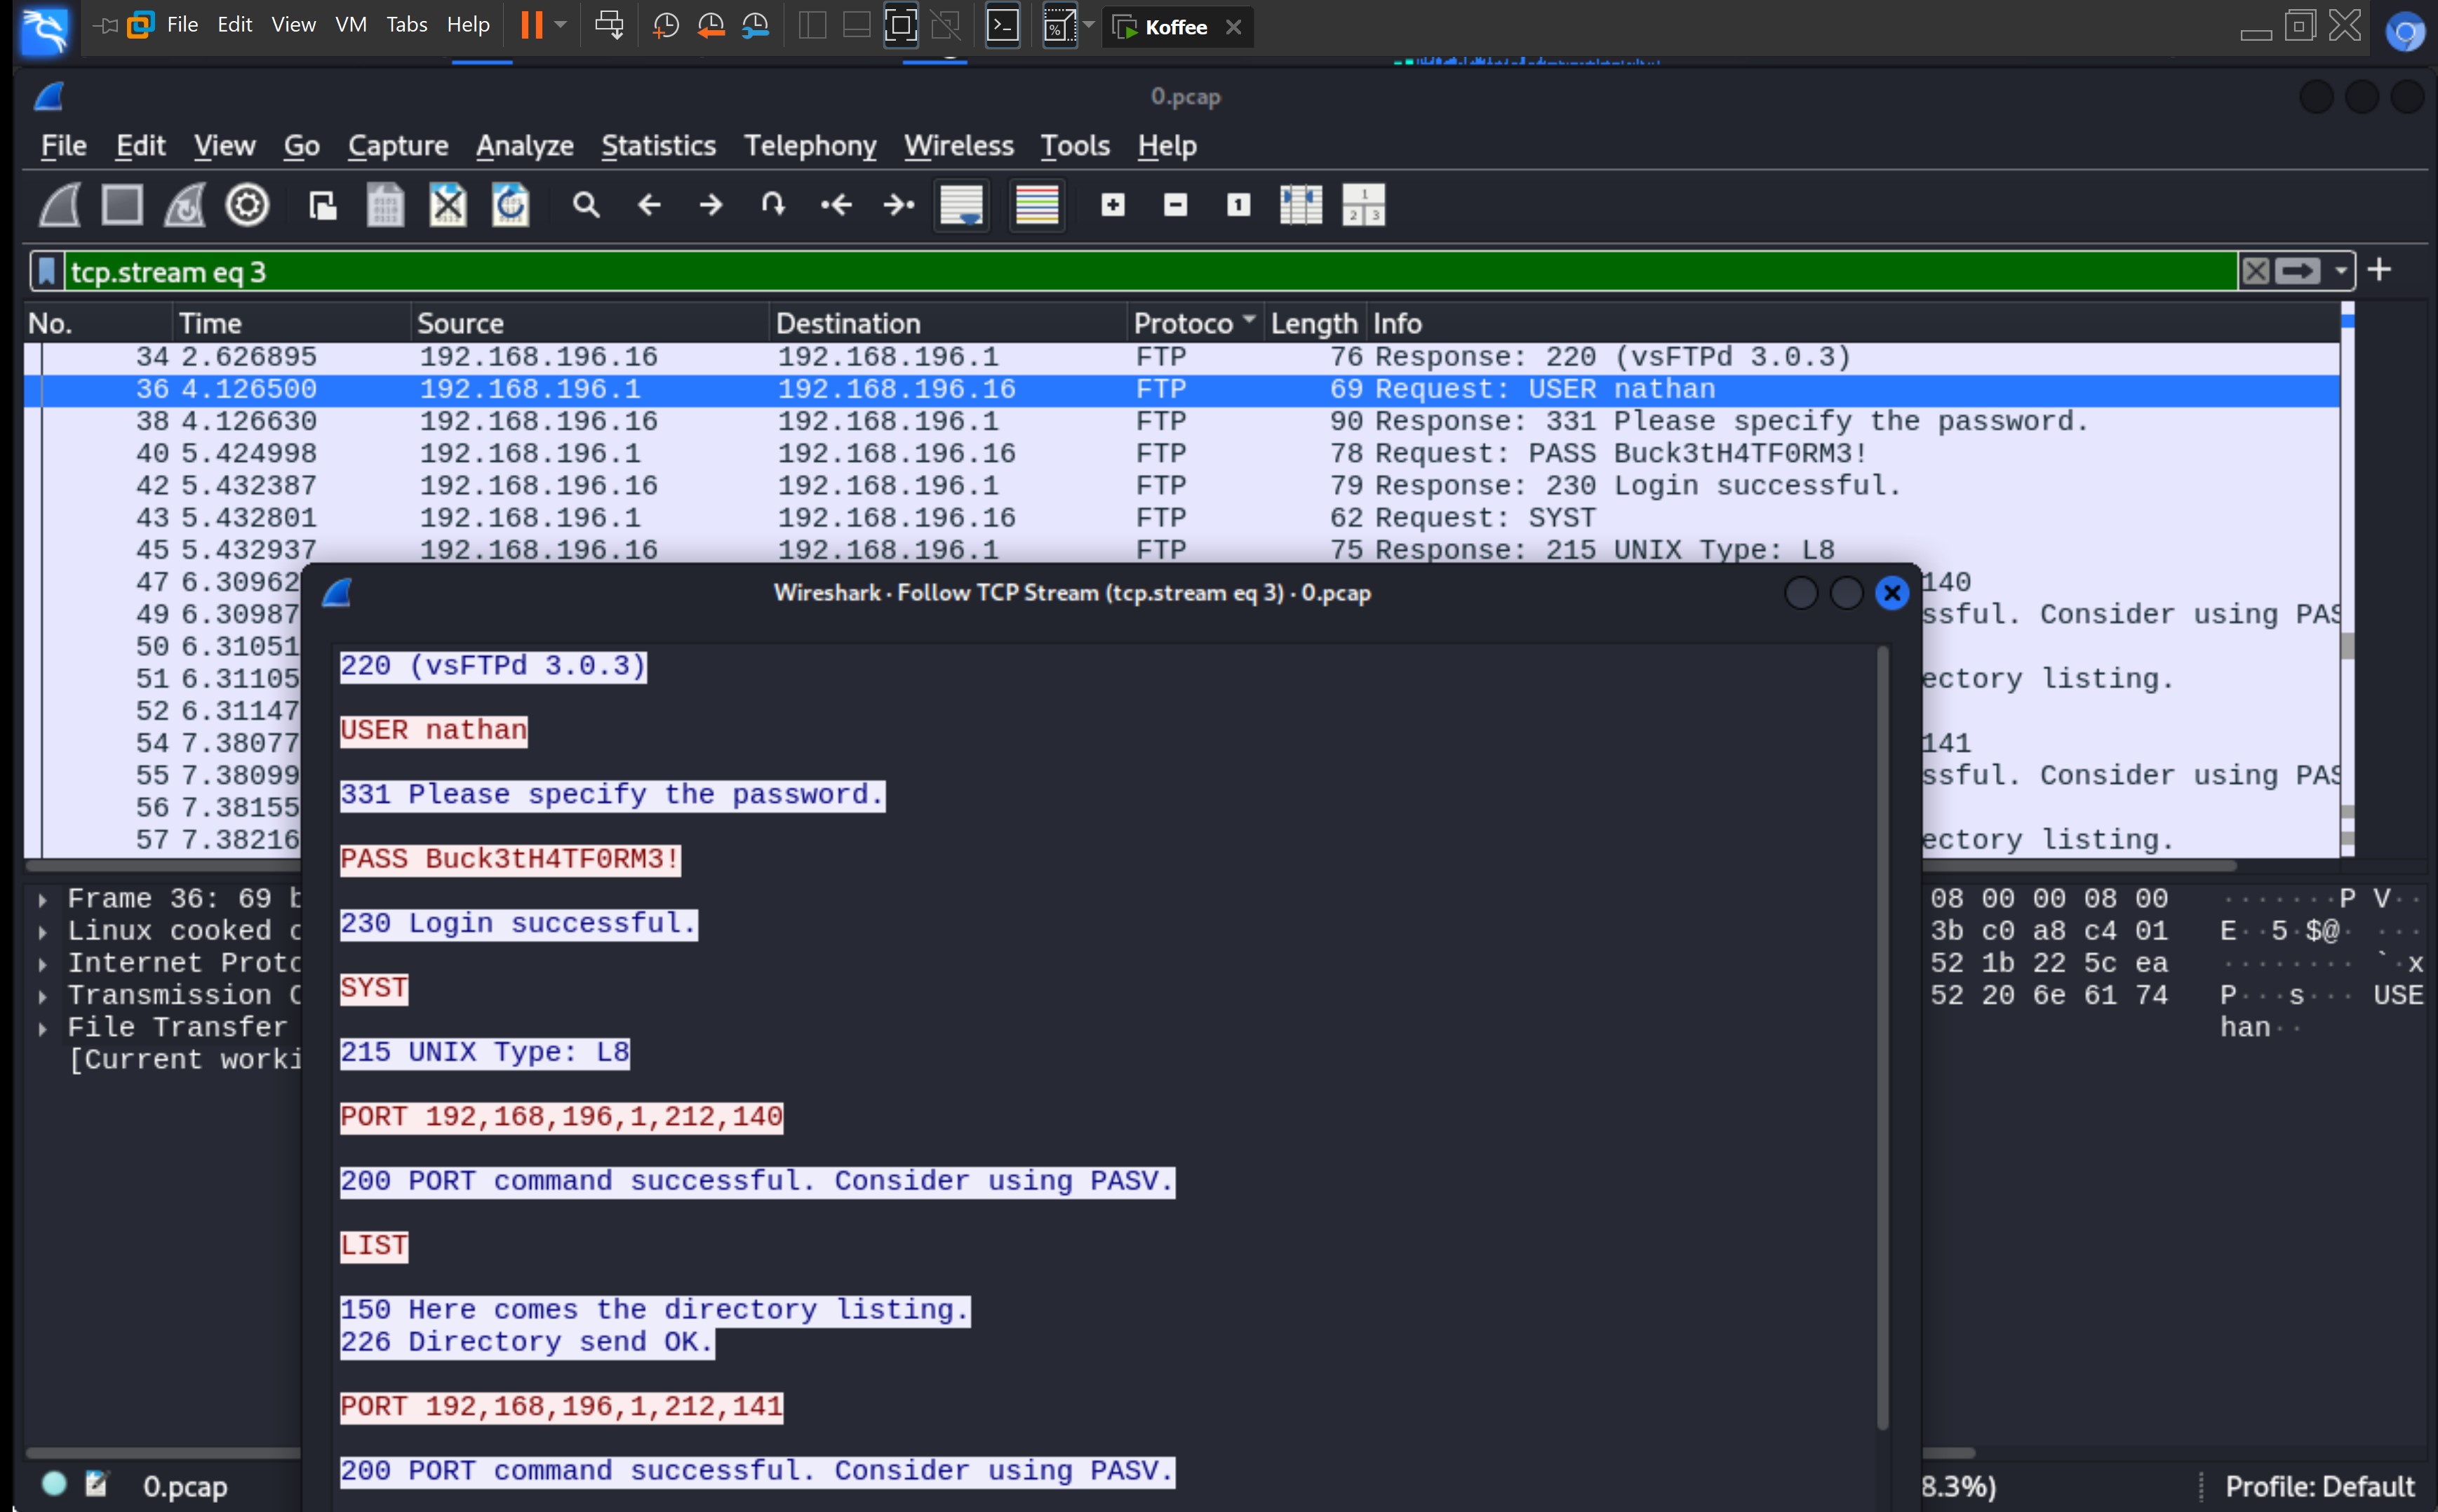 File Edit View VM Tabs Help Koffee
0.pcap
File Edit View Go Capture Analyze Statistics Telephony Wireless Tools Help
tcp.stream eq 3
No. Time Source Destination Protoco Length Info
34 2.626895 192.168.196.16 192.168.196.1 FTP 76 Response: 220 (vsFTPd 3.0.3)
36 4.126500 192.168.196.1 192.168.196.16 FTP 69 Request: USER nathan
38 4.126630 192.168.196.16 192.168.196.1 FTP 90 Response: 331 Please specify the password.
40 5.424998 192.168.196.1 192.168.196.16 FTP 78 Request: PASS Buck3tH4TF0RM3!
42 5.432387 192.168.196.16 192.168.196.1 FTP 79 Response: 230 Login successful.
43 5.432801 192.168.196.1 192.168.196.16 FTP 62 Request: SYST
45 5.432937 192.168.196.16 192.168.196.1 FTP 75 Response: 215 UNIX Type: L8
47 6.30962 140
49 6.30987 ssful. Consider using PAS
50 6.31051
51 6.31105 ectory listing.
52 6.31147
54 7.38077 141
55 7.38099 ssful. Consider using PAS
56 7.38155
57 7.38216 ectory listing.
Wireshark · Follow TCP Stream (tcp.stream eq 3) · 0.pcap
220 (vsFTPd 3.0.3)
USER nathan
331 Please specify the password.
PASS Buck3tH4TF0RM3!
230 Login successful.
SYST
215 UNIX Type: L8
PORT 192,168,196,1,212,140
200 PORT command successful. Consider using PASV.
LIST
150 Here comes the directory listing.
226 Directory send OK.
PORT 192,168,196,1,212,141
200 PORT command successful. Consider using PASV.
Frame 36: 69 b
Linux cooked c
Internet Proto
Transmission C
File Transfer
[Current worki
08 00 00 08 00 ·······P V··
3b c0 a8 c4 01 E··5·$@· ···
52 1b 22 5c ea ········ `·x
52 20 6e 61 74 P···s··· USE
han··
0.pcap
8.3%)
Profile: Default